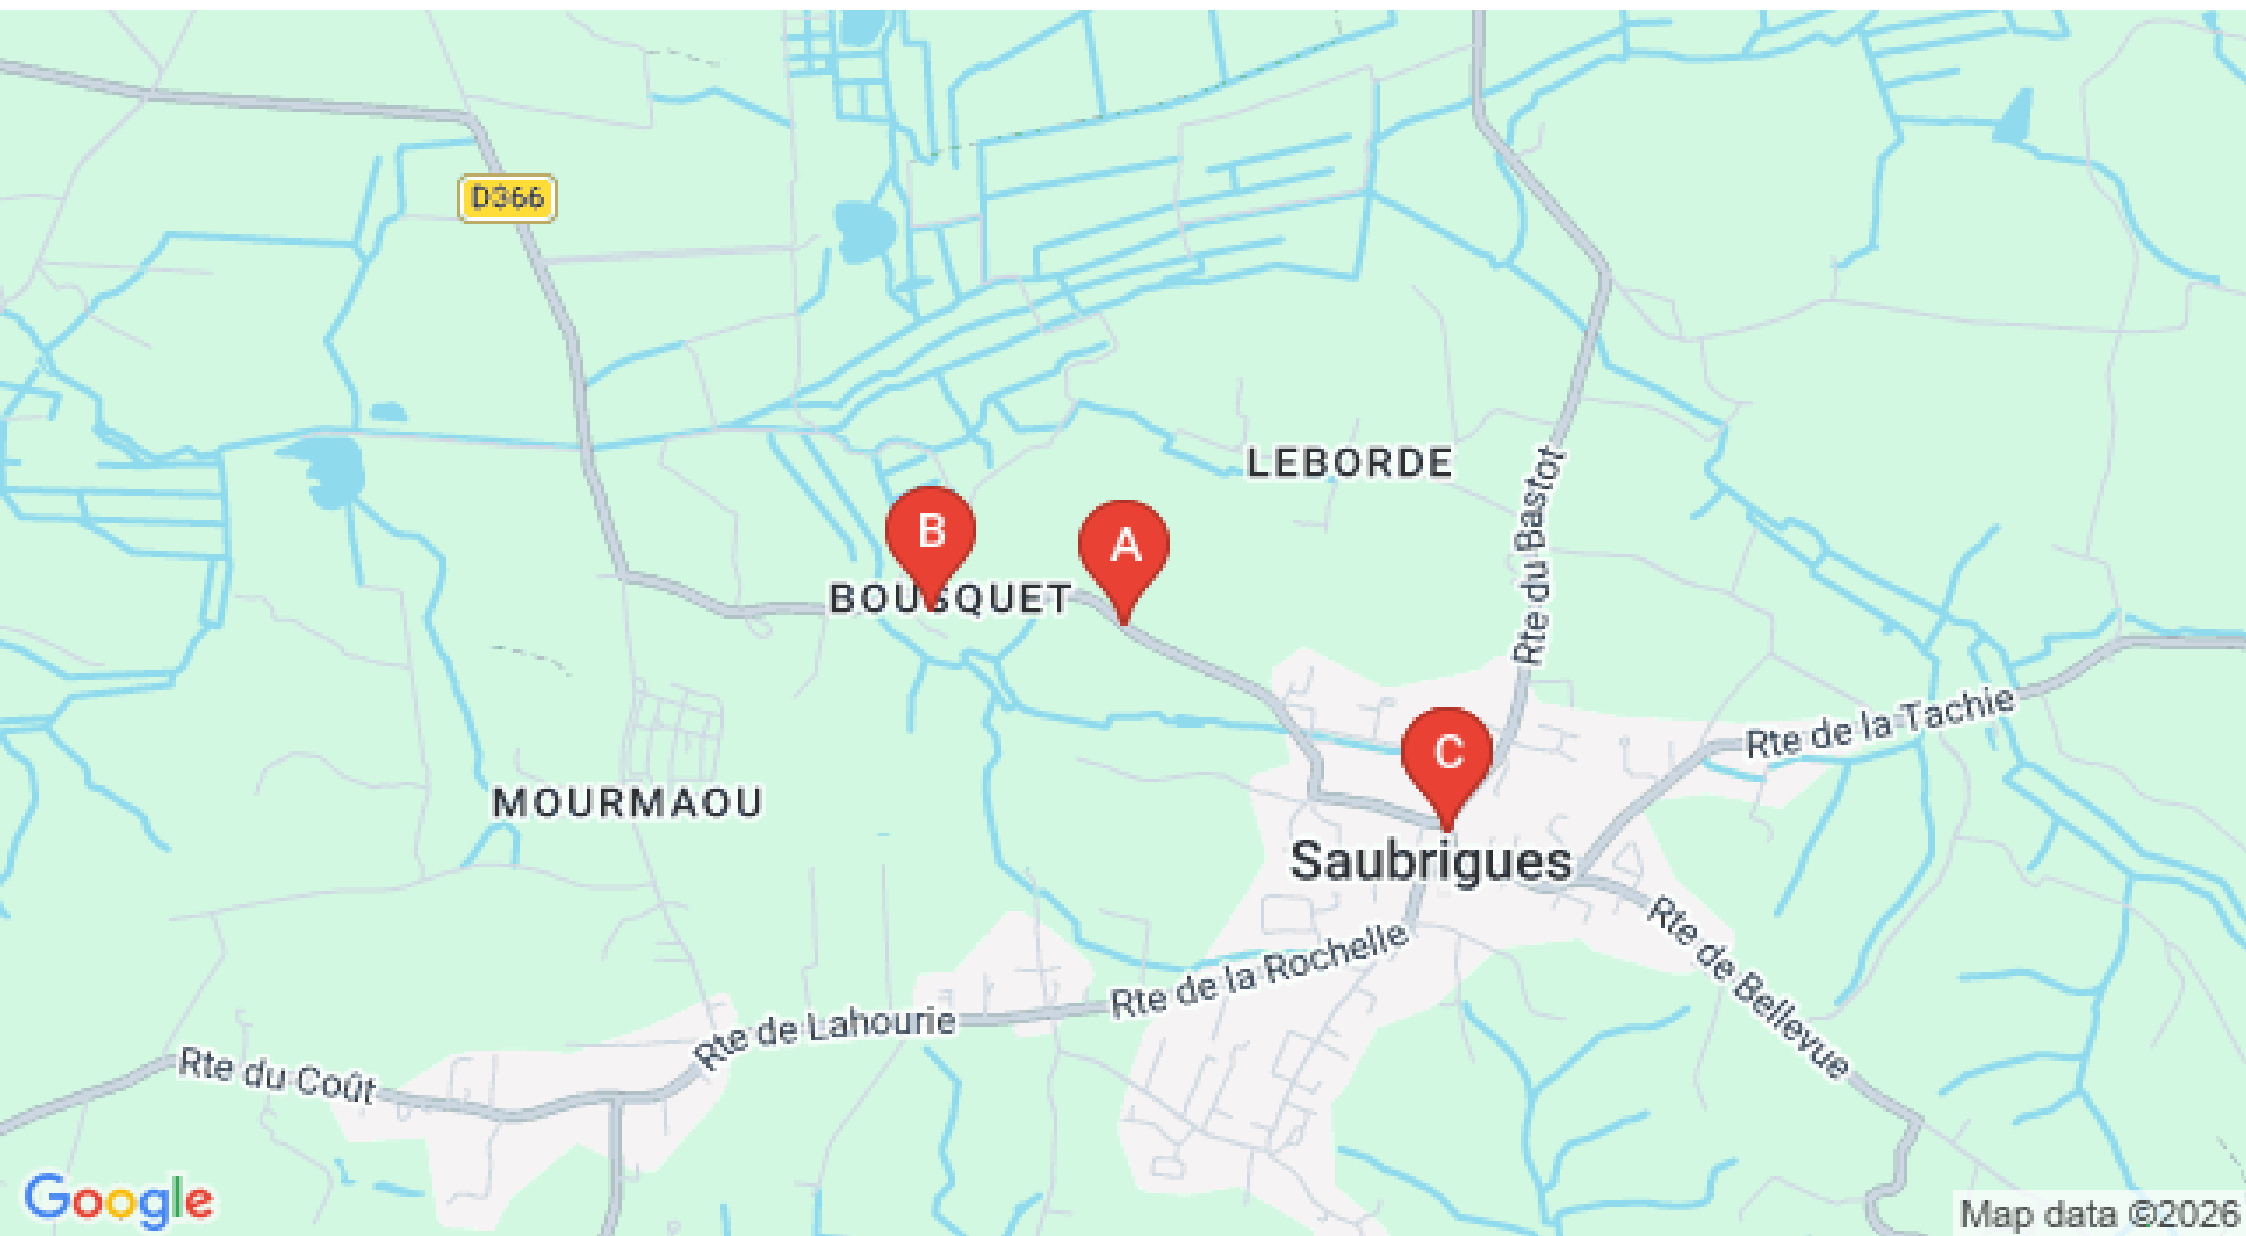 D366
LEBORDE
Rte du Bastot
B
A
BOUSQUET
Rte de la Tachie
C
MOURMAOU
Saubrigues
Rte de Bellevue
Rte de la Rochelle
Rte de Lahourie
Rte du Coût
Google
Map data ©2026